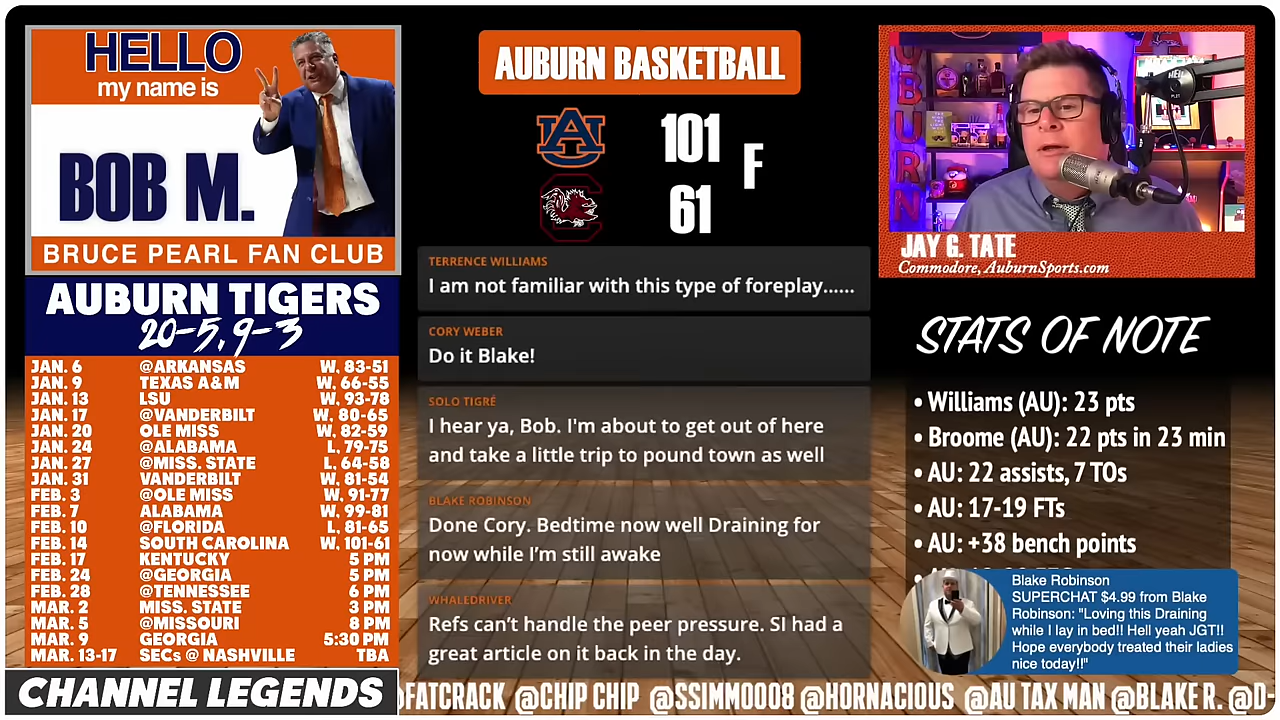 HELLO
my name is
BOB M.
BRUCE PEARL FAN CLUB
AUBURN TIGERS
20-5, 9-3
JAN. 6 @ARKANSAS W, 83-51
JAN. 9 TEXAS A&M W, 66-55
JAN. 13 LSU W, 93-78
JAN. 17 @VANDERBILT W, 80-65
JAN. 20 OLE MISS W, 82-59
JAN. 24 @ALABAMA L, 79-75
JAN. 27 @MISS. STATE L, 64-58
JAN. 31 VANDERBILT W, 81-54
FEB. 3 @OLE MISS W, 91-77
FEB. 7 ALABAMA W, 99-81
FEB. 10 @FLORIDA L, 81-65
FEB. 14 SOUTH CAROLINA W, 101-61
FEB. 17 KENTUCKY 5 PM
FEB. 24 @GEORGIA 5 PM
FEB. 28 @TENNESSEE 6 PM
MAR. 2 MISS. STATE 3 PM
MAR. 5 @MISSOURI 8 PM
MAR. 9 GEORGIA 5:30 PM
MAR. 13-17 SECs @ NASHVILLE TBA
AUBURN BASKETBALL
AU
101
F
C
61
TERRENCE WILLIAMS
I am not familiar with this type of foreplay......
CORY WEBER
Do it Blake!
SOLO TIGRÉ
I hear ya, Bob. I'm about to get out of here
and take a little trip to pound town as well
BLAKE ROBINSON
Done Cory. Bedtime now well Draining for
now while I'm still awake
WHALEDRIVER
Refs can't handle the peer pressure. SI had a
great article on it back in the day.
AUBURN
JAY G. TATE
Commodore, AuburnSports.com
STATS OF NOTE
• Williams (AU): 23 pts
• Broome (AU): 22 pts in 23 min
• AU: 22 assists, 7 TOs
• AU: 17-19 FTs
• AU: +38 bench points
Blake Robinson
SUPERCHAT $4.99 from Blake
Robinson: "Loving this Draining
while I lay in bed!! Hell yeah JGT!!
Hope everybody treated their ladies
nice today!!"
CHANNEL LEGENDS
@FATCRACK @CHIP CHIP @SSIMMO008 @HORNACIOUS @AU TAX MAN @BLAKE R. @D-